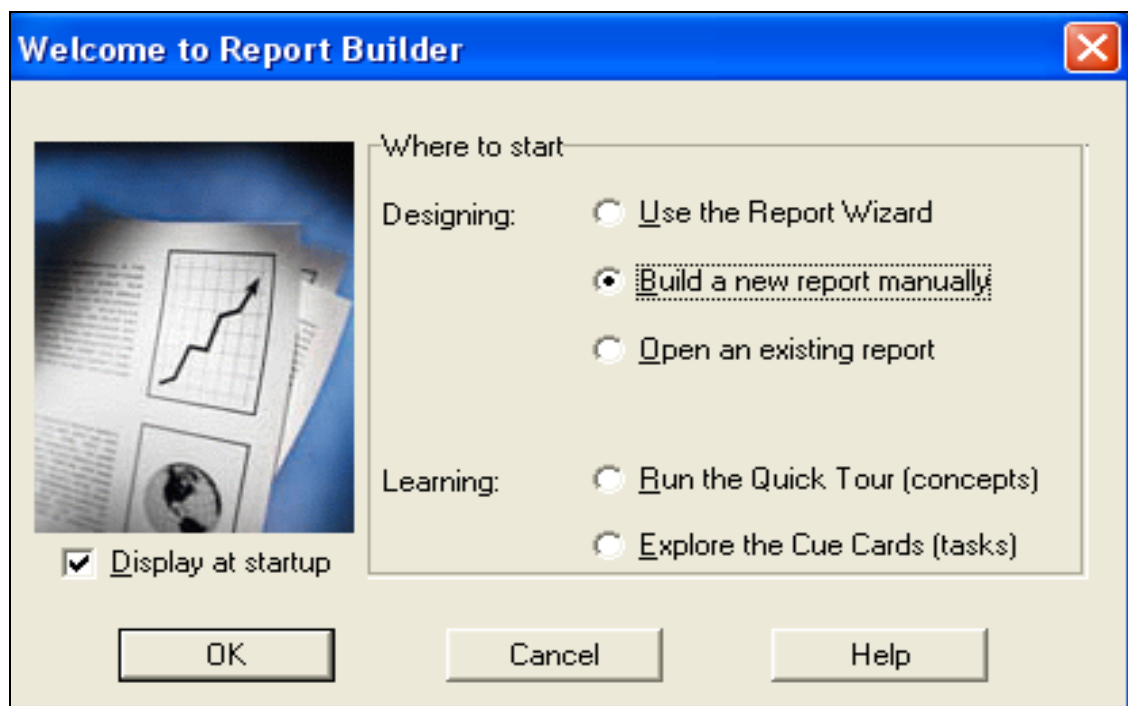 Welcome to Report Builder
Where to start
Designing:
Use the Report Wizard
Build a new report manually
Open an existing report
Learning:
Run the Quick Tour (concepts)
Explore the Cue Cards (tasks)
Display at startup
OK
Cancel
Help